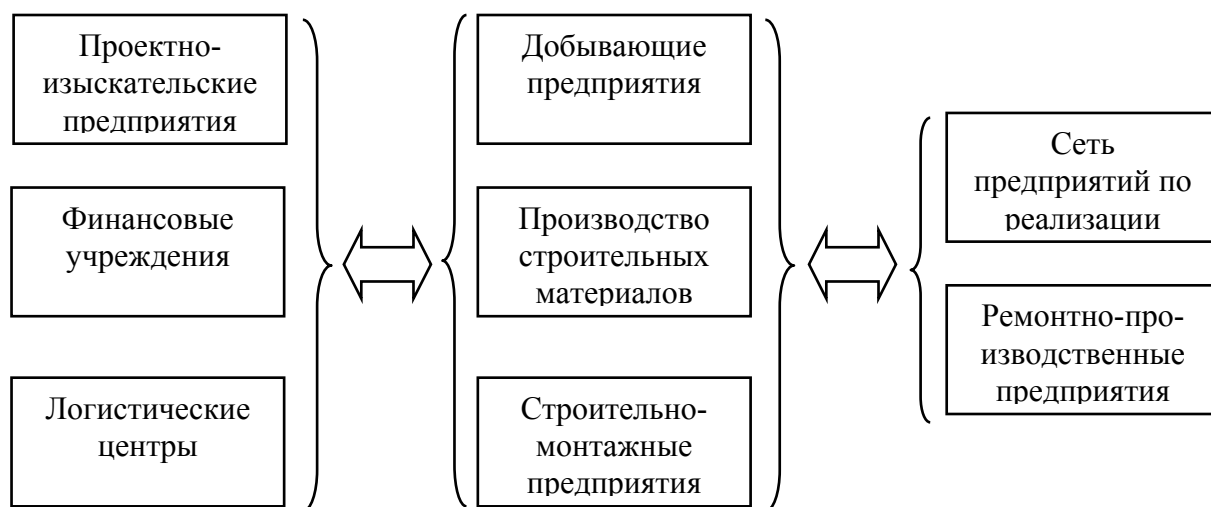 Проектно-
изыскательские
предприятия
Финансовые
учреждения
Логистические
центры
Добывающие
предприятия
Производство
строительных
материалов
Строительно-
монтажные
предприятия
Сеть
предприятий по
реализации
Ремонтно-про-
изводственные
предприятия